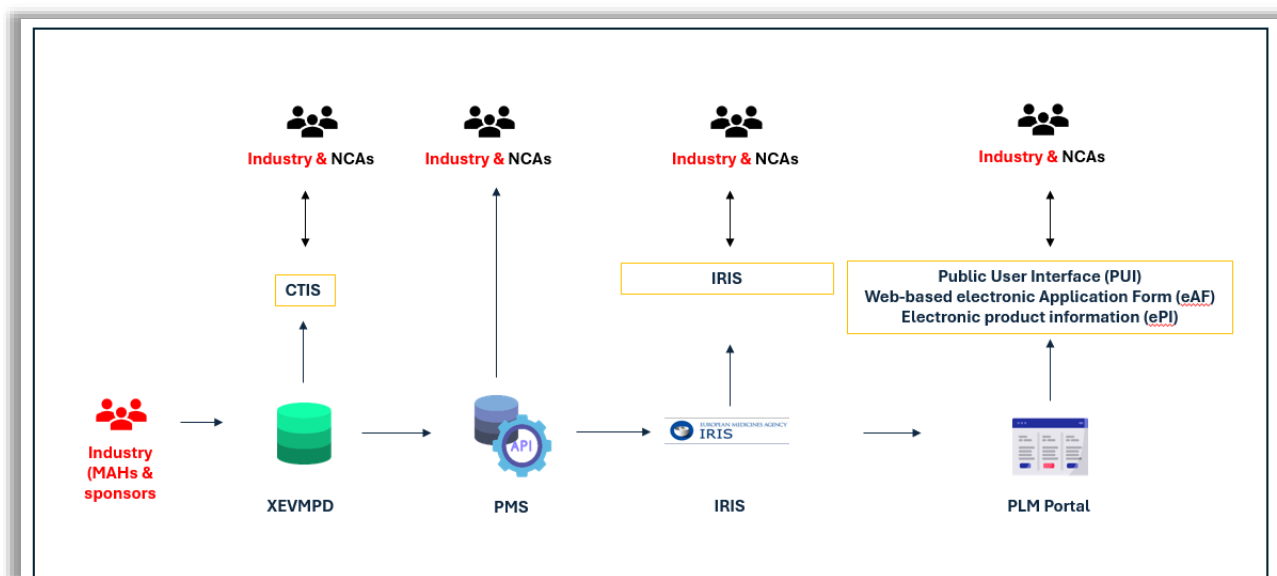 Industry & NCAs
Industry & NCAs
Industry & NCAs
Industry & NCAs
CTIS
IRIS
Public User Interface (PUI)
Web-based electronic Application Form (eAF)
Electronic product information (ePI)
Industry
(MAHs &
sponsors
API
EUROPEAN MEDICINES AGENCY
IRIS
XEVMPD
PMS
IRIS
PLM Portal